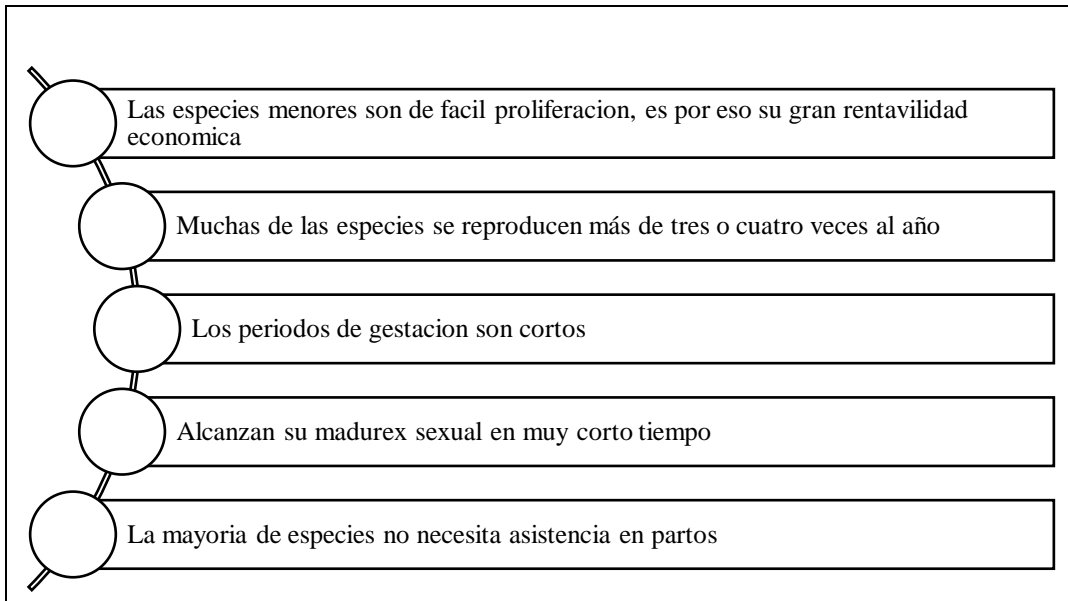 Las especies menores son de facil proliferacion, es por eso su gran rentavilidad
economica
Muchas de las especies se reproducen más de tres o cuatro veces al año
Los periodos de gestacion son cortos
Alcanzan su madurex sexual en muy corto tiempo
La mayoria de especies no necesita asistencia en partos